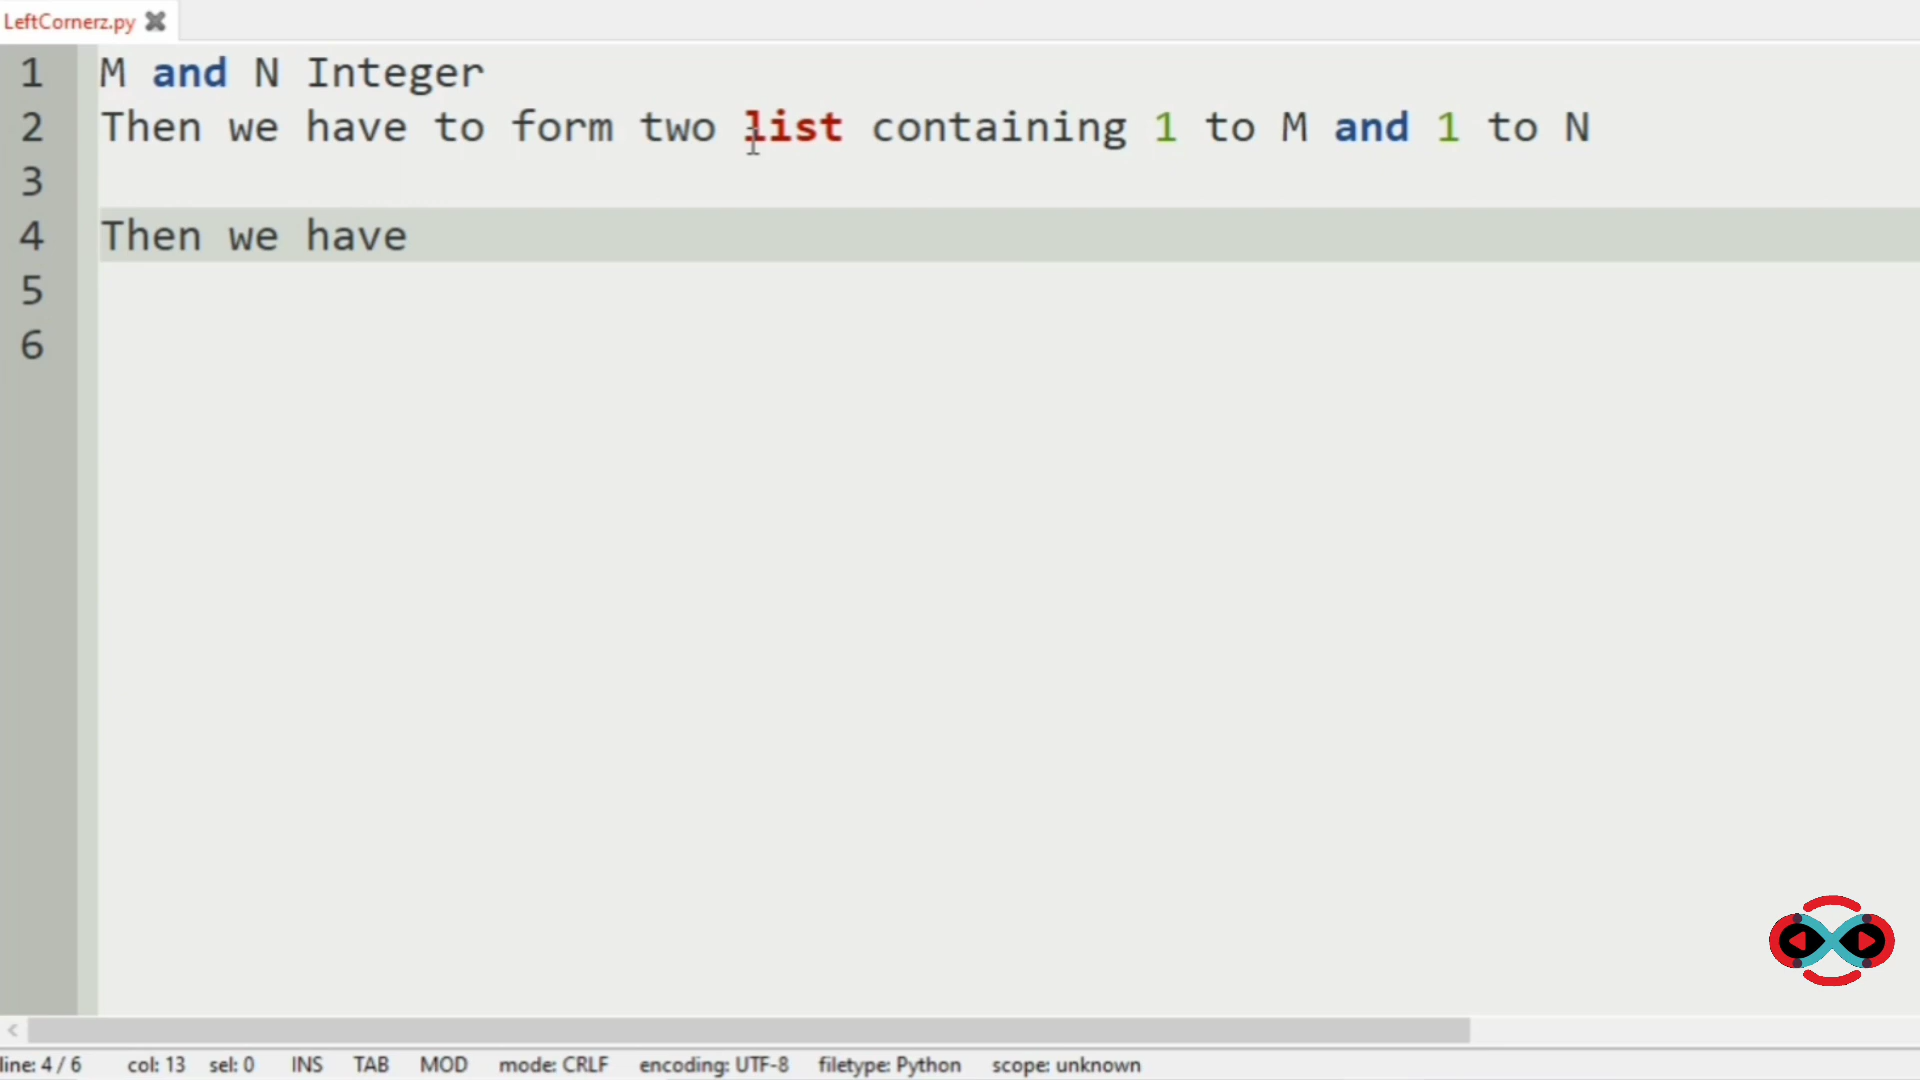 LeftCornerz.py
1 M and N Integer
2 Then we have to form two list containing 1 to M and 1 to N
3
4 Then we have
5
6
line: 4 / 6 col: 13 sel: 0 INS TAB MOD mode: CRLF encoding: UTF-8 filetype: Python scope: unknown